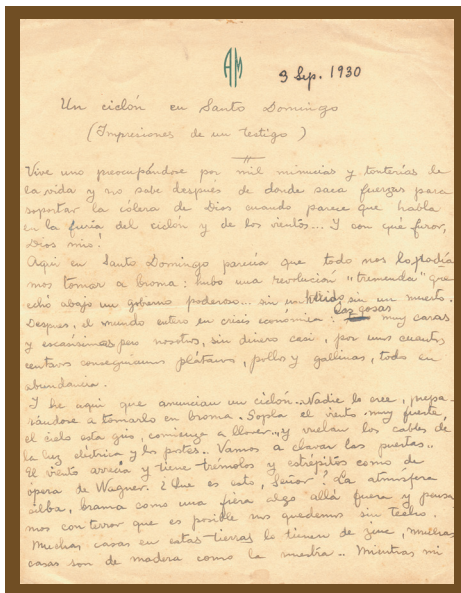 AM
3 Sep. 1930
Un ciclón en Santo Domingo
(Impresiones de un testigo)
Vive uno preocupándose por mil minucias y tonterías de
la vida y no sabe después de donde saca fuerzas para
soportar la cólera de Dios cuando parece que habla
en la furia del ciclón y de los vientos... Y con qué furor,
Dios mio!
Aqui en Santo Domingo parecía que todo nos lo podía
mos tomar a broma: hubo una revolución "tremenda" que
echó abajo un gobierno poderoso... sin un herido, sin un muerto.
Despues, el mundo entero en crisis económica: las cosas muy caras
y escasísimas pero nosotros, sin dinero casi, por unos cuantos
centavos conseguiamos plátanos, pollos y gallinas, todo en
abundancia.
Y he aqui que anuncian un ciclón... Nadie lo cree, prepa-
rándose a tomarlo en broma. Sopla el viento muy fuerte,
el cielo esta gris, comienza a llover... y vuelan los cables de
la luz eléctrica y los postes.. Vamos a clavar las puertas..
El viento arrecia y tiene trémolos y estrépitos como de
ópera de Wagner. ¿Que es esto, Señor? La atmósfera
silba, brama como una fiera algo allá fuera y pensa
mos con terror que es posible nos quedemos sin techo.
Muchas casas en estas tierras lo tienen de zinc, muchas
casas son de madera como la nuestra.. Mientras mi